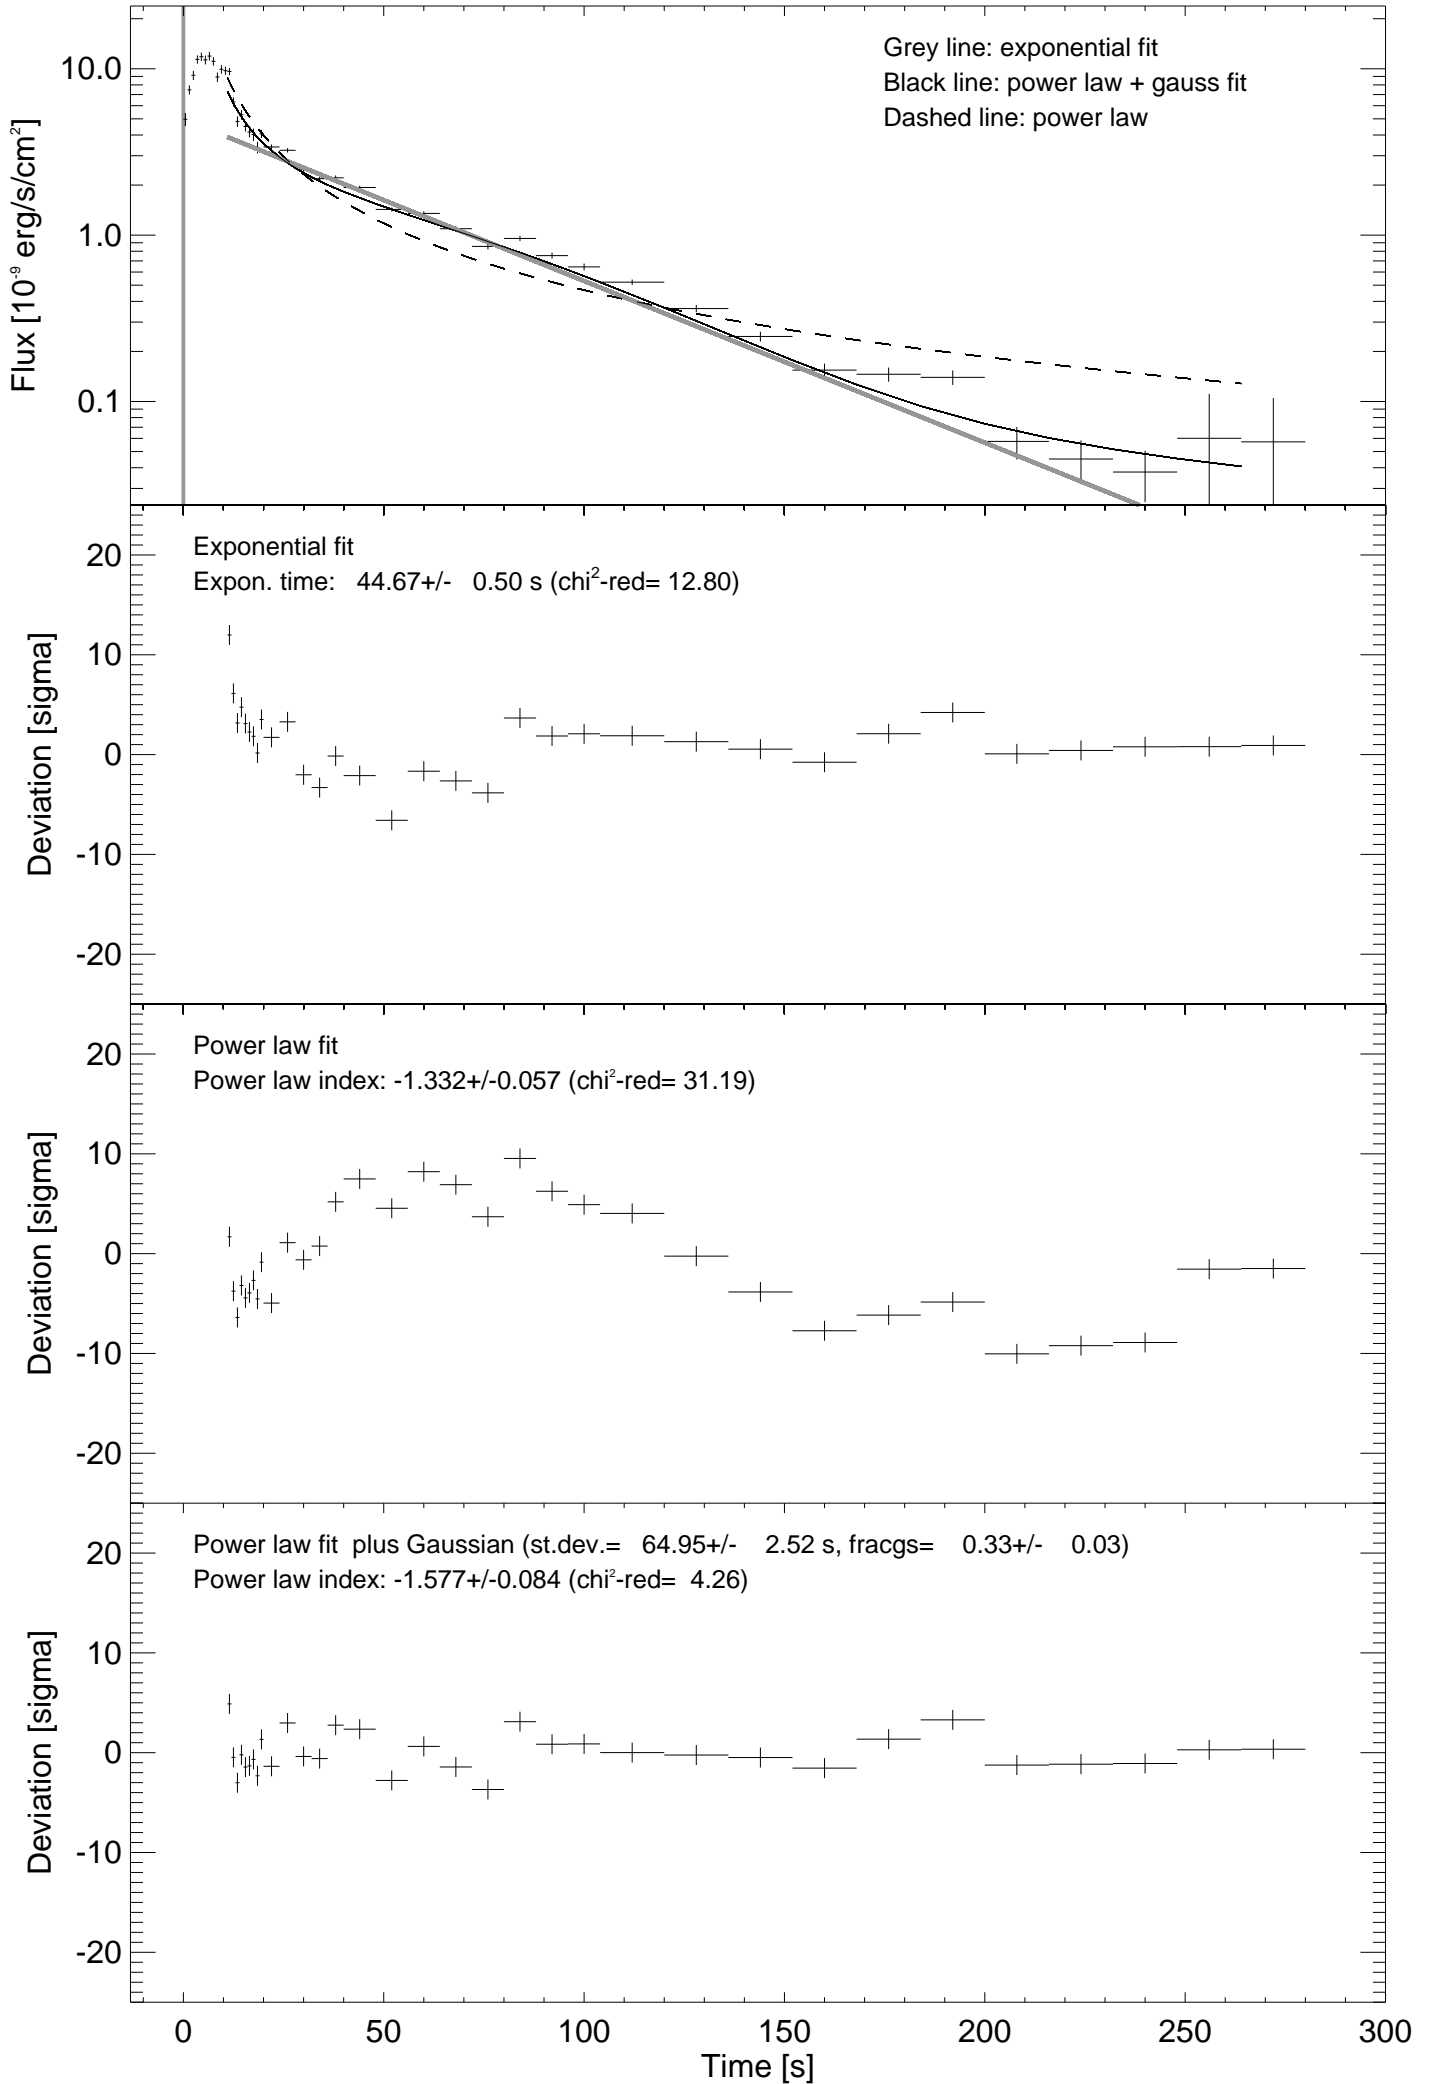 Grey line: exponential fit
Black line: power law + gauss fit
Dashed line: power law
10.0
1.0
0.1
Flux [10⁻⁹ erg/s/cm²]
Exponential fit
Expon. time: 44.67+/- 0.50 s (chi²-red= 12.80)
20
10
0
-10
-20
Deviation [sigma]
Power law fit
Power law index: -1.332+/-0.057 (chi²-red= 31.19)
20
10
0
-10
-20
Deviation [sigma]
Power law fit plus Gaussian (st.dev.= 64.95+/- 2.52 s, fracgs= 0.33+/- 0.03)
Power law index: -1.577+/-0.084 (chi²-red= 4.26)
20
10
0
-10
-20
Deviation [sigma]
0 50 100 150 200 250 300
Time [s]